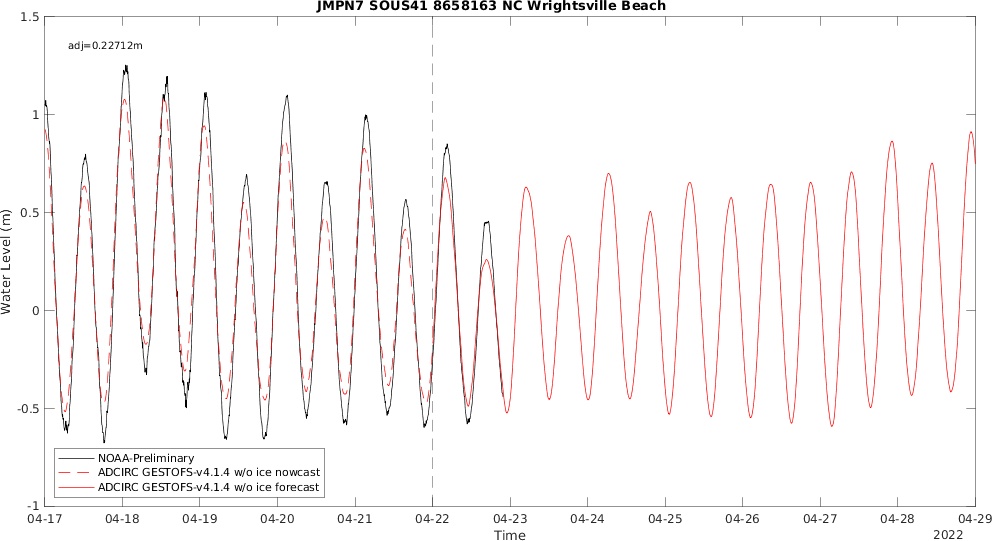 JMPN7 SOUS41 8658163 NC Wrightsville Beach
adj=0.22712m
1.5
1
0.5
0
-0.5
-1
Water Level (m)
NOAA-Preliminary
ADCIRC GESTOFS-v4.1.4 w/o ice nowcast
ADCIRC GESTOFS-v4.1.4 w/o ice forecast
04-17 04-18 04-19 04-20 04-21 04-22 04-23 04-24 04-25 04-26 04-27 04-28 04-29
Time
2022